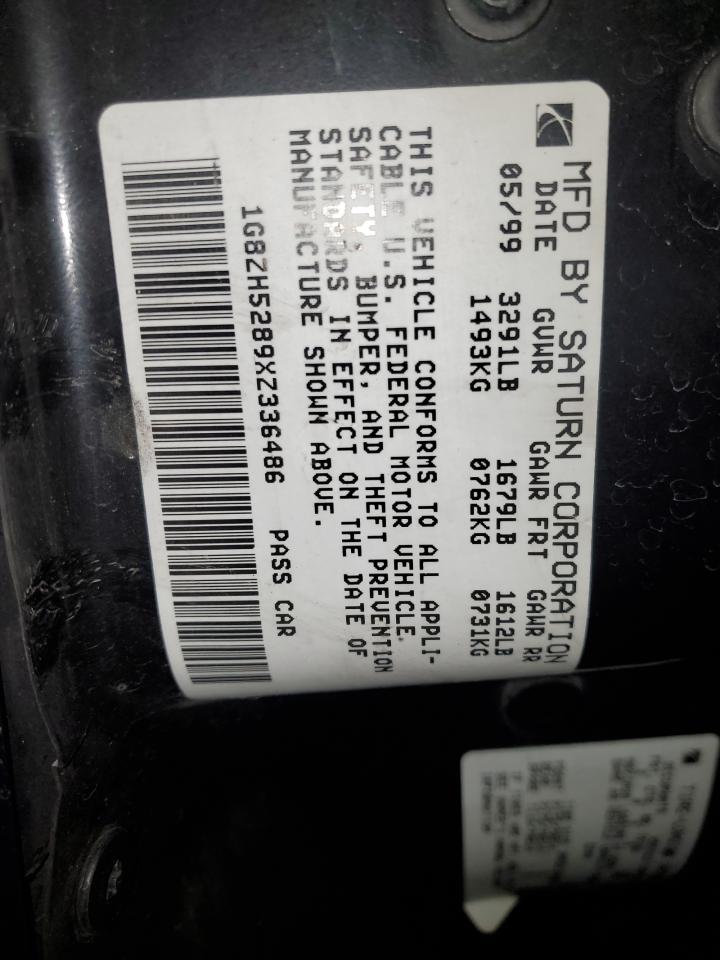 MFD BY SATURN CORPORATION
DATE GVWR GAWR FRT GAWR RR
05/99 3291LB 1679LB 1612LB
1493KG 0762KG 0731KG
THIS VEHICLE CONFORMS TO ALL APPLI-
CABLE U.S. FEDERAL MOTOR VEHICLE
SAFETY, BUMPER, AND THEFT PREVENTION
STANDARDS IN EFFECT ON THE DATE OF
MANUFACTURE SHOWN ABOVE.
1G8ZH5289XZ336486 PASS CAR